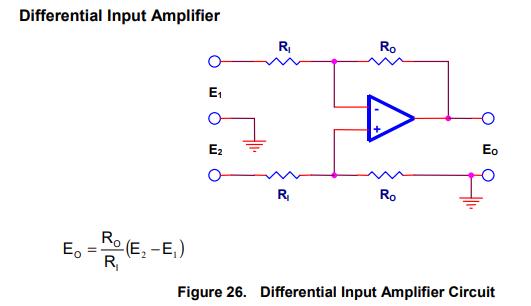 Differential Input Amplifier
R_I R_O
E_1
-
+
E_2 E_O
R_I R_O
E_O = R_O/R_I (E_2 – E_1)
Figure 26. Differential Input Amplifier Circuit